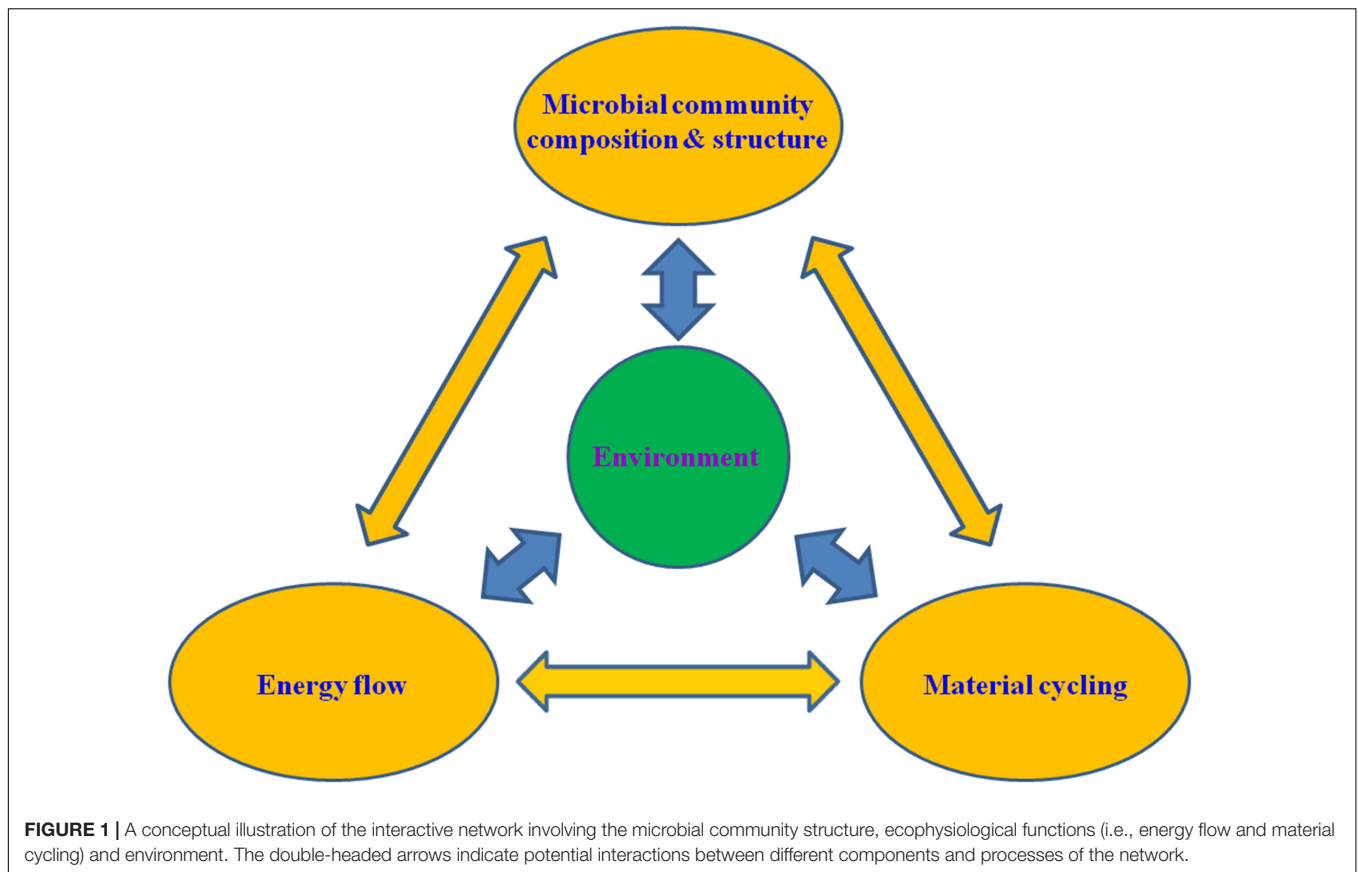 Microbial community
composition & structure
Environment
Energy flow
Material cycling
FIGURE 1 | A conceptual illustration of the interactive network involving the microbial community structure, ecophysiological functions (i.e., energy flow and material
cycling) and environment. The double-headed arrows indicate potential interactions between different components and processes of the network.